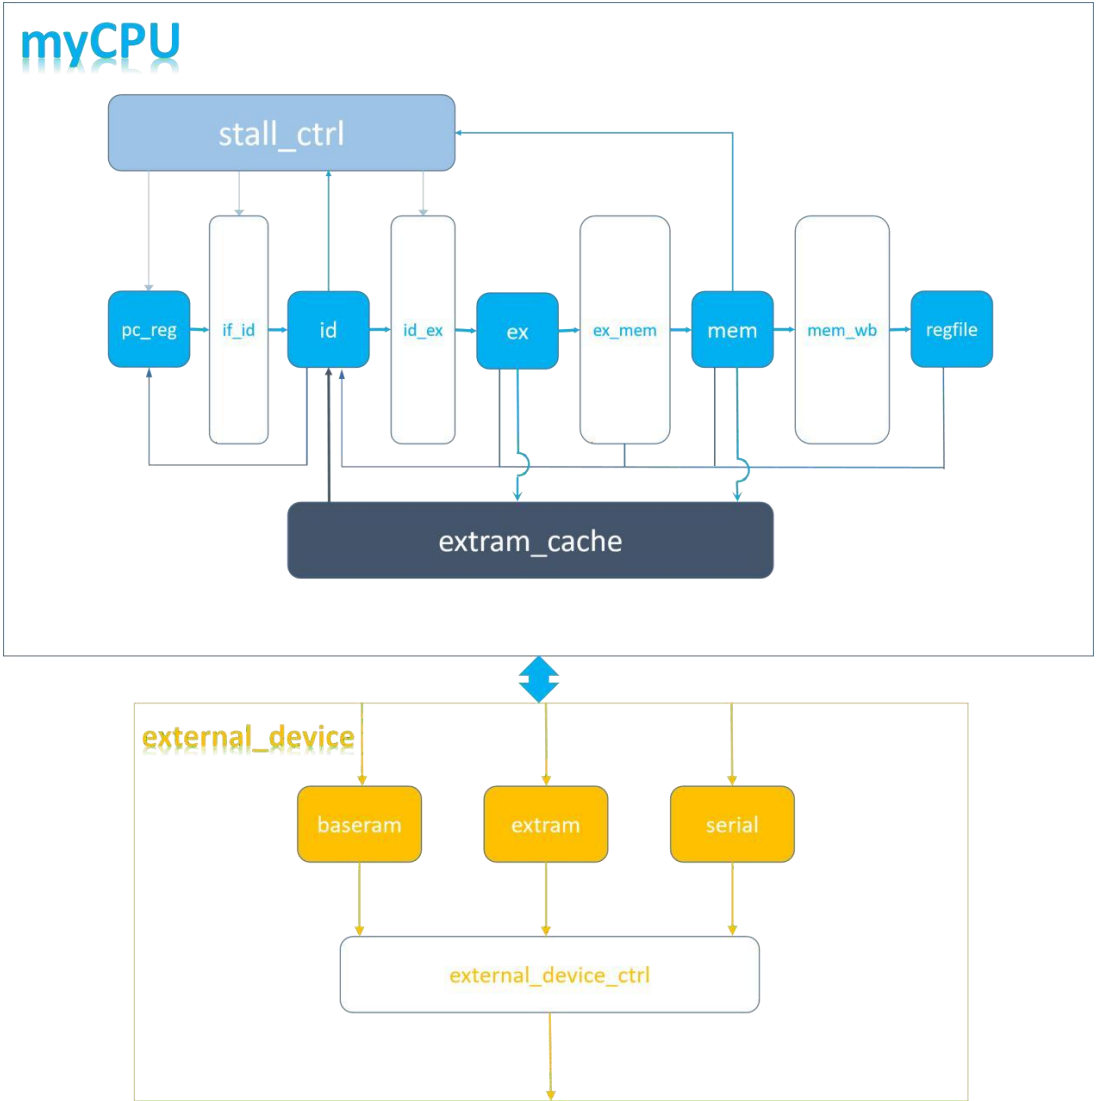 myCPU
stall_ctrl
pc_reg
if_id
id
id_ex
ex
ex_mem
mem
mem_wb
regfile
extram_cache
external_device
baseram
extram
serial
external_device_ctrl